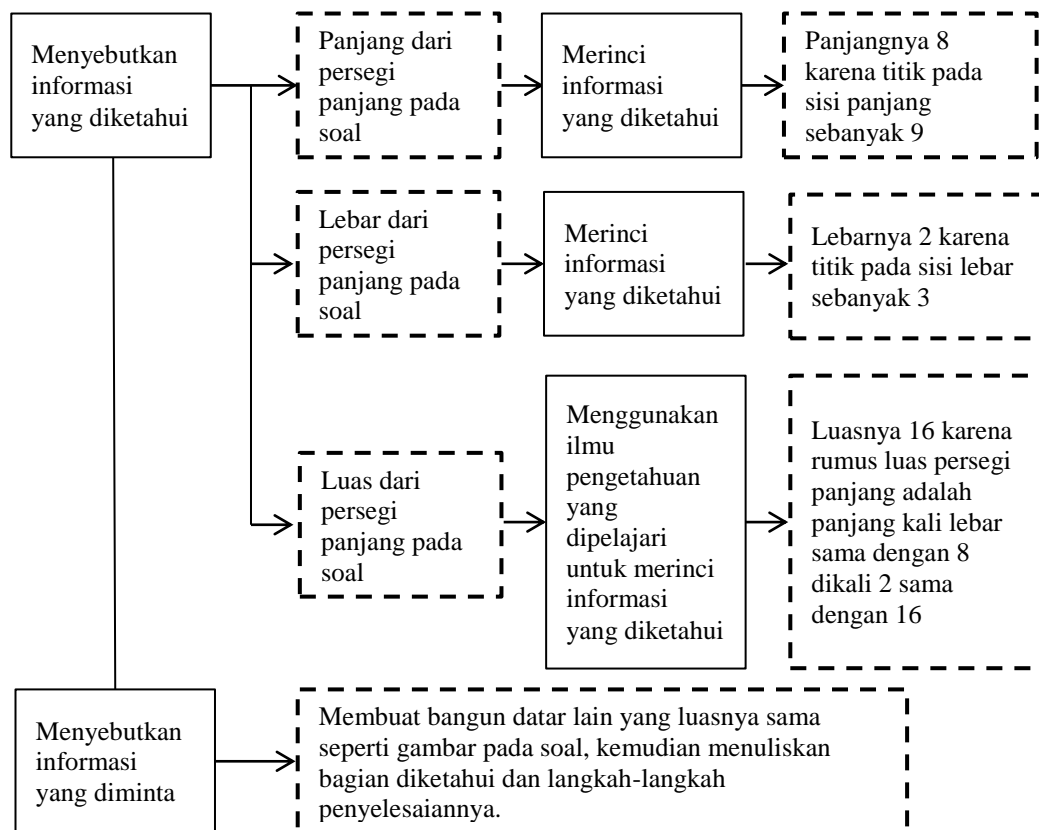 Menyebutkan
informasi
yang diketahui
Panjang dari
persegi
panjang pada
soal
Merinci
informasi
yang diketahui
Panjangnya 8
karena titik pada
sisi panjang
sebanyak 9
Lebar dari
persegi
panjang pada
soal
Merinci
informasi
yang diketahui
Lebarnya 2 karena
titik pada sisi lebar
sebanyak 3
Luas dari
persegi
panjang pada
soal
Menggunakan
ilmu
pengetahuan
yang
dipelajari
untuk merinci
informasi
yang diketahui
Luasnya 16 karena
rumus luas persegi
panjang adalah
panjang kali lebar
sama dengan 8
dikali 2 sama
dengan 16
Menyebutkan
informasi
yang diminta
Membuat bangun datar lain yang luasnya sama
seperti gambar pada soal, kemudian menuliskan
bagian diketahui dan langkah-langkah
penyelesaiannya.